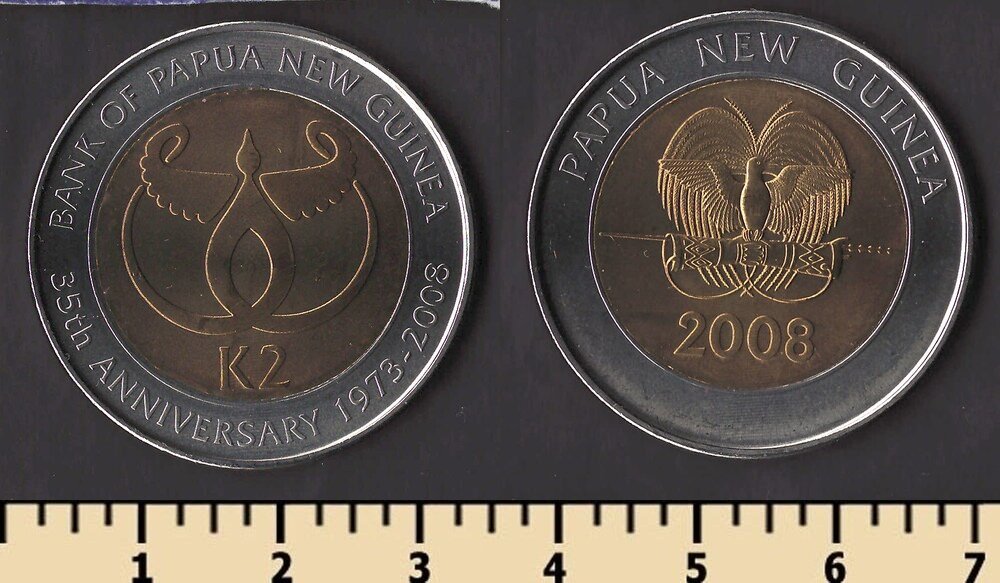 BANK OF PAPUA NEW GUINEA
K2
35th ANNIVERSARY 1973-2008
PAPUA NEW GUINEA
2008
1 2 3 4 5 6 7